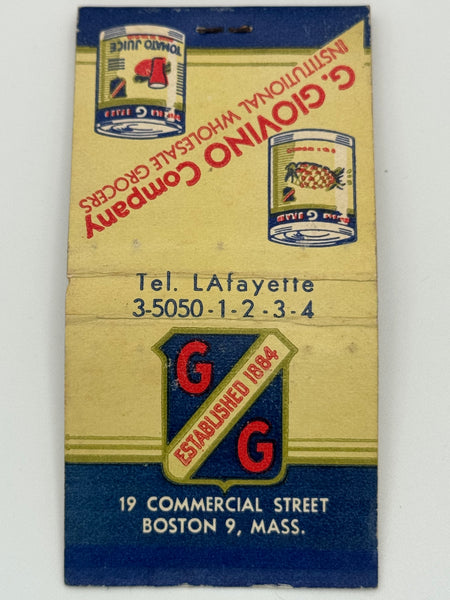 TOMATO JUICE
G. GIOVINO Company
INSTITUTIONAL WHOLESALE GROCERS
Tel. LAfayette
3-5050-1-2-3-4
G
ESTABLISHED 1884
G
19 COMMERCIAL STREET
BOSTON 9, MASS.